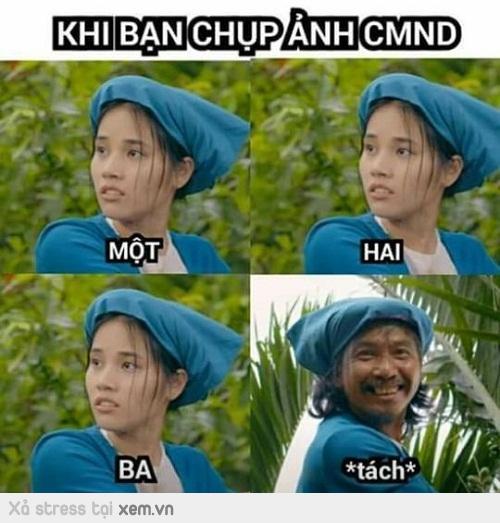 KHI BẠN CHỤP ẢNH CMND
MỘT
HAI
BA
*tách*
Xả stress tại xem.vn